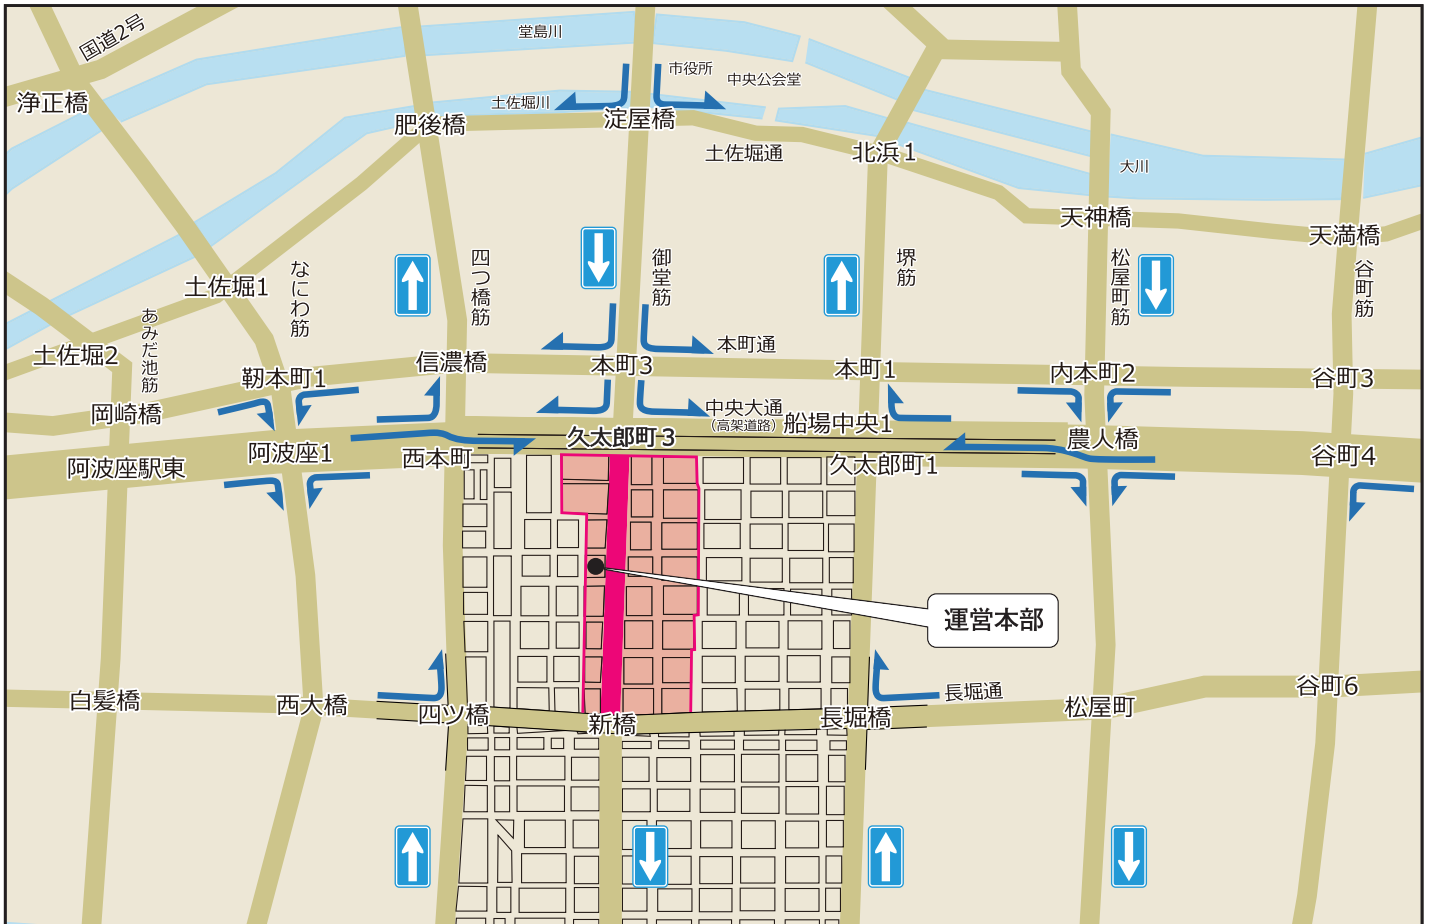 国道2号
堂島川
市役所
中央公会堂
浄正橋
土佐堀川
肥後橋
淀屋橋
土佐堀通
北浜1
大川
天神橋
天満橋
土佐堀1
なにわ筋
四つ橋筋
御堂筋
堺筋
松屋町筋
谷町筋
あみだ池筋
土佐堀2
信濃橋
本町3
本町通
本町1
内本町2
谷町3
靭本町1
岡崎橋
中央大通
(高架道路)
船場中央1
久太郎町3
農人橋
阿波座駅東
阿波座1
西本町
久太郎町1
谷町4
運営本部
白髪橋
西大橋
四ツ橋
新橋
長堀橋
長堀通
松屋町
谷町6